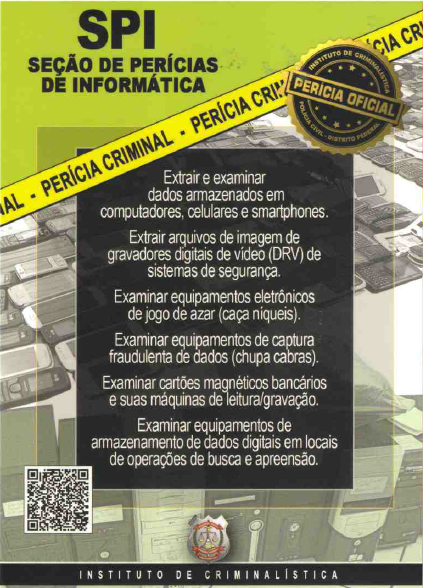 SPI
SEÇÃO DE PERÍCIAS
DE INFORMÁTICA
PERÍCIA CRIMINAL - PERÍCIA CRIMINAL -
INSTITUTO DE CRIMINALÍSTICA
PERÍCIA OFICIAL
POLÍCIA CIVIL - DISTRITO FEDERAL
Extrair e examinar
dados armazenados em
computadores, celulares e smartphones.
Extrair arquivos de imagem de
gravadores digitais de vídeo (DRV) de
sistemas de segurança.
Examinar equipamentos eletrônicos
de jogo de azar (caça níqueis).
Examinar equipamentos de captura
fraudulenta de dados (chupa cabras).
Examinar cartões magnéticos bancários
e suas máquinas de leitura/gravação.
Examinar equipamentos de
armazenamento de dados digitais em locais
de operações de busca e apreensão.
INSTITUTO DE CRIMINALÍSTICA